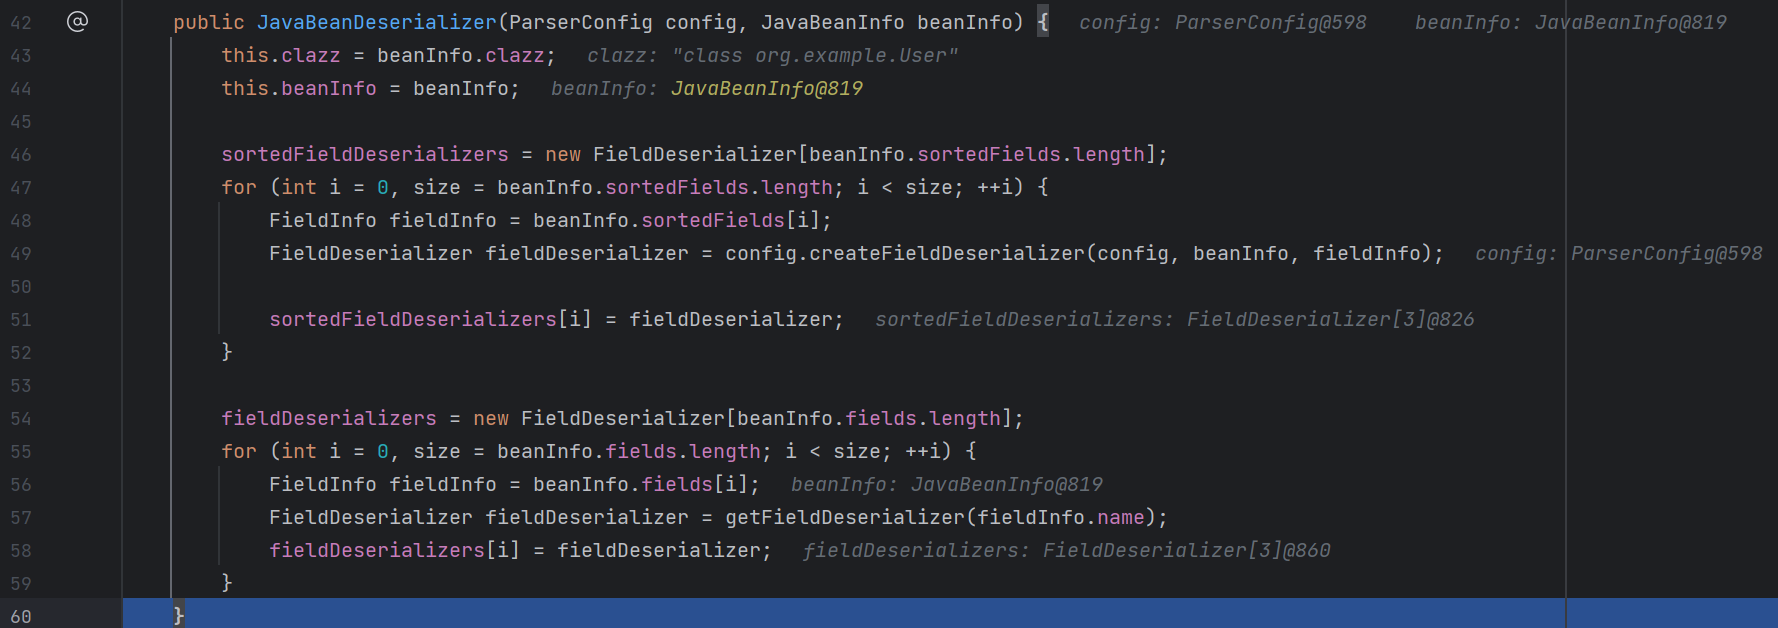 42 @ public JavaBeanDeserializer(ParserConfig config, JavaBeanInfo beanInfo) { config: ParserConfig@598 beanInfo: JavaBeanInfo@819
43 this.clazz = beanInfo.clazz; clazz: "class org.example.User"
44 this.beanInfo = beanInfo; beanInfo: JavaBeanInfo@819
45
46 sortedFieldDeserializers = new FieldDeserializer[beanInfo.sortedFields.length];
47 for (int i = 0, size = beanInfo.sortedFields.length; i < size; ++i) {
48 FieldInfo fieldInfo = beanInfo.sortedFields[i];
49 FieldDeserializer fieldDeserializer = config.createFieldDeserializer(config, beanInfo, fieldInfo); config: ParserConfig@598
50
51 sortedFieldDeserializers[i] = fieldDeserializer; sortedFieldDeserializers: FieldDeserializer[3]@826
52 }
53
54 fieldDeserializers = new FieldDeserializer[beanInfo.fields.length];
55 for (int i = 0, size = beanInfo.fields.length; i < size; ++i) {
56 FieldInfo fieldInfo = beanInfo.fields[i]; beanInfo: JavaBeanInfo@819
57 FieldDeserializer fieldDeserializer = getFieldDeserializer(fieldInfo.name);
58 fieldDeserializers[i] = fieldDeserializer; fieldDeserializers: FieldDeserializer[3]@860
59 }
60 }